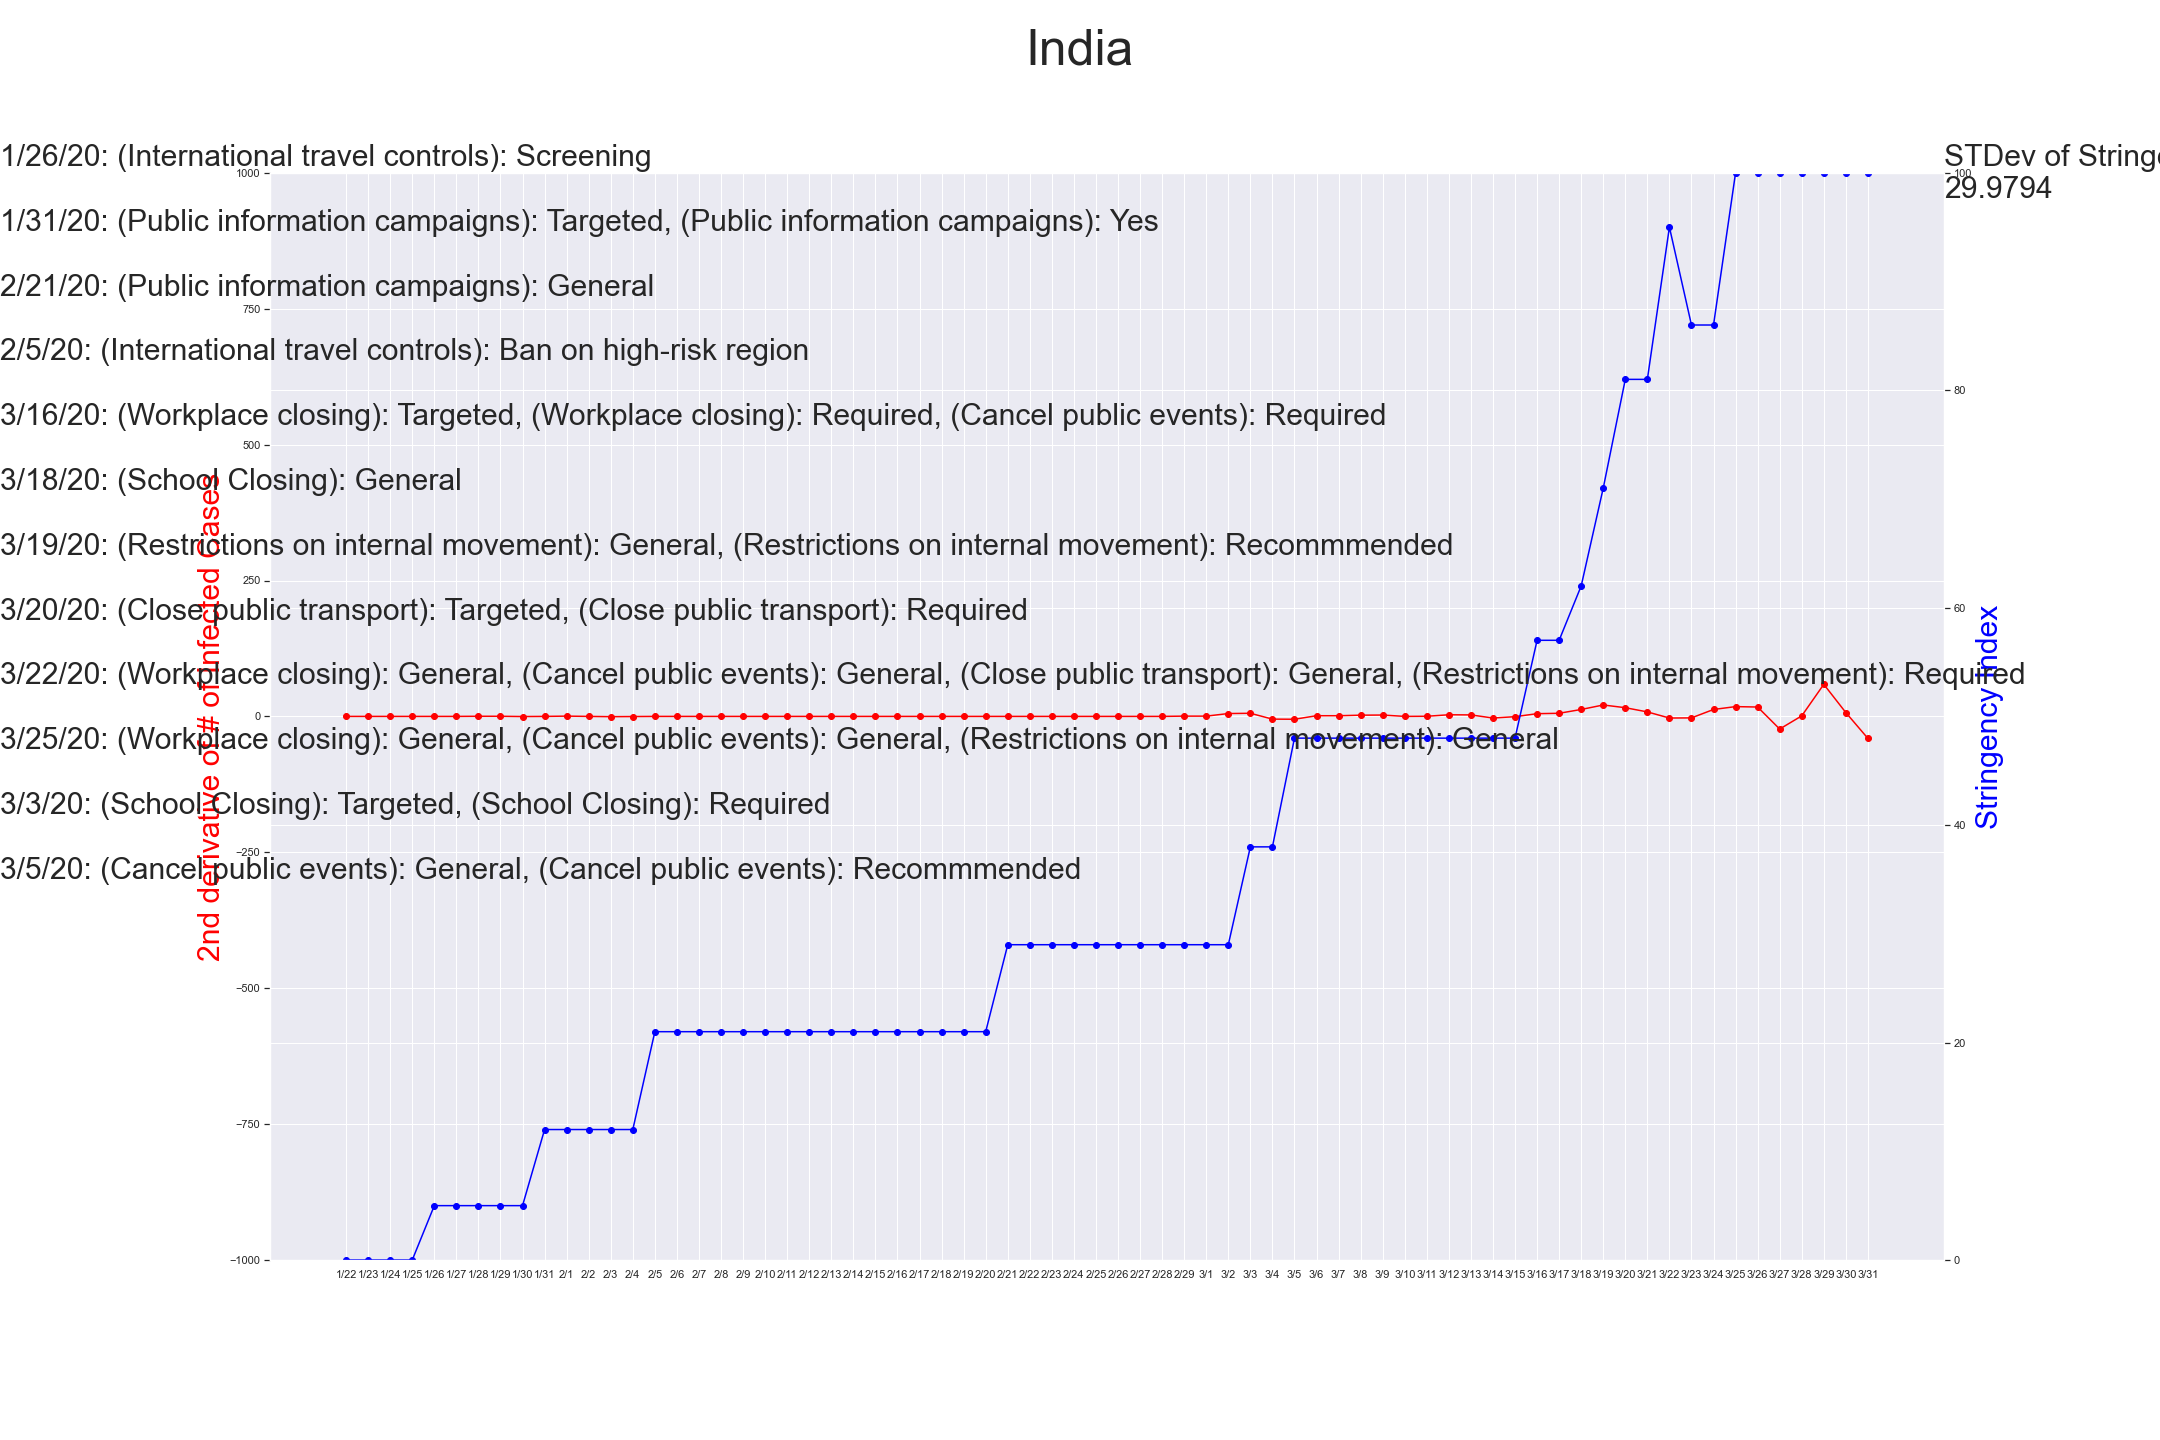 India
1/26/20: (International travel controls): Screening
STDev of Stringe
29.9794
1/31/20: (Public information campaigns): Targeted, (Public information campaigns): Yes
2/21/20: (Public information campaigns): General
2/5/20: (International travel controls): Ban on high-risk region
3/16/20: (Workplace closing): Targeted, (Workplace closing): Required, (Cancel public events): Required
3/18/20: (School Closing): General
3/19/20: (Restrictions on internal movement): General, (Restrictions on internal movement): Recommmended
3/20/20: (Close public transport): Targeted, (Close public transport): Required
3/22/20: (Workplace closing): General, (Cancel public events): General, (Close public transport): General, (Restrictions on internal movement): Required
3/25/20: (Workplace closing): General, (Cancel public events): General, (Restrictions on internal movement): General
3/3/20: (School Closing): Targeted, (School Closing): Required
3/5/20: (Cancel public events): General, (Cancel public events): Recommmended
2nd derivative of # of Infected Cases
1000
750
500
250
0
−250
−500
−750
−1000
Stringency Index
100
80
60
40
20
0
1/22 1/23 1/24 1/25 1/26 1/27 1/28 1/29 1/30 1/31 2/1 2/2 2/3 2/4 2/5 2/6 2/7 2/8 2/9 2/10 2/11 2/12 2/13 2/14 2/15 2/16 2/17 2/18 2/19 2/20 2/21 2/22 2/23 2/24 2/25 2/26 2/27 2/28 2/29 3/1 3/2 3/3 3/4 3/5 3/6 3/7 3/8 3/9 3/10 3/11 3/12 3/13 3/14 3/15 3/16 3/17 3/18 3/19 3/20 3/21 3/22 3/23 3/24 3/25 3/26 3/27 3/28 3/29 3/30 3/31